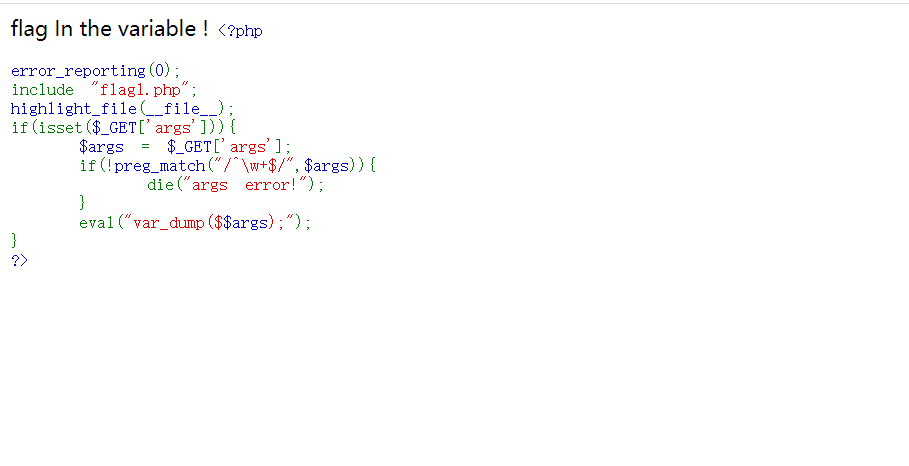 flag In the variable ! <?php
error_reporting(0);
include "flag1.php";
highlight_file(__file__);
if(isset($_GET['args'])){
$args = $_GET['args'];
if(!preg_match("/^\w+$/",$args)){
die("args error!");
}
eval("var_dump($$args);");
}
?>